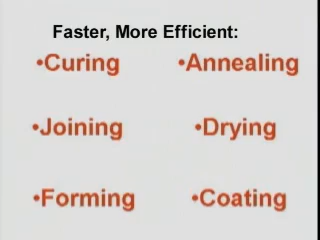 Faster, More Efficient:
•Curing •Annealing
•Joining •Drying
•Forming •Coating